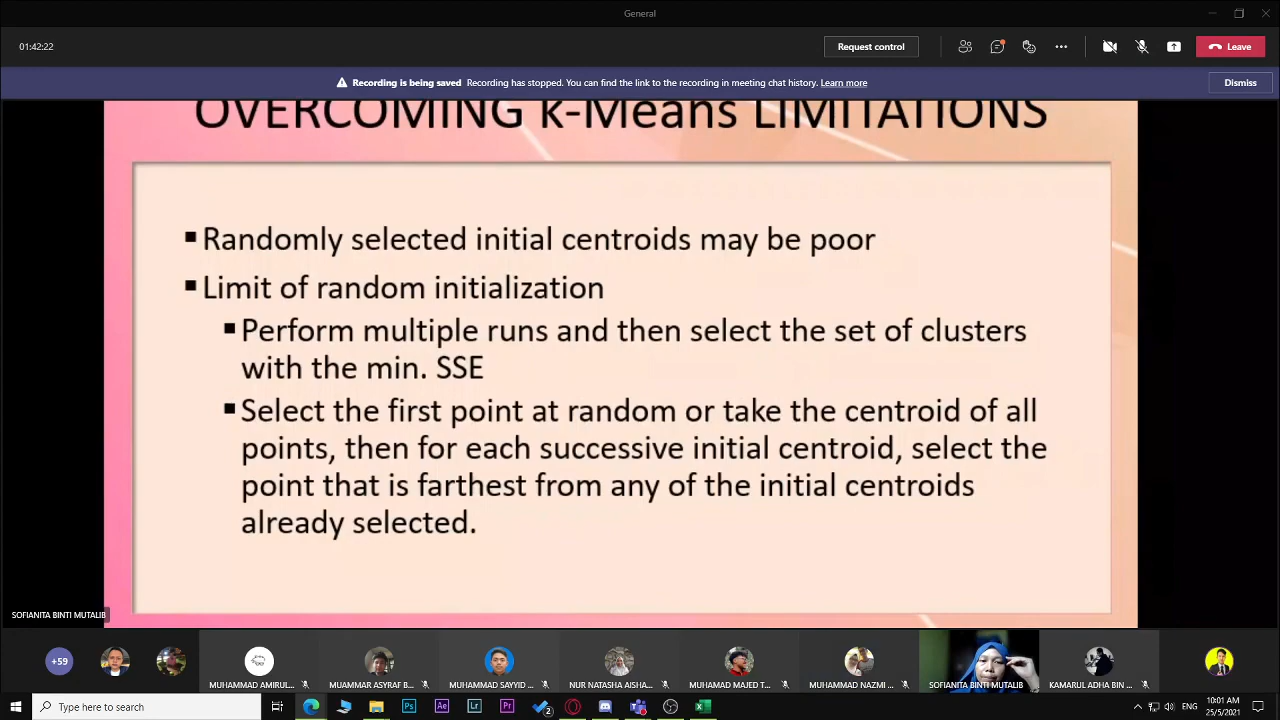 General
01:42:22
Request control
Leave
Recording is being saved Recording has stopped. You can find the link to the recording in meeting chat history. Learn more
Dismiss
OVERCOMING k-Means LIMITATIONS
Randomly selected initial centroids may be poor
Limit of random initialization
Perform multiple runs and then select the set of clusters
with the min. SSE
Select the first point at random or take the centroid of all
points, then for each successive initial centroid, select the
point that is farthest from any of the initial centroids
already selected.
SOFIANITA BINTI MUTALIB
+59
MUHAMMAD AMIRUL...
MUAMMAR ASYRAF B...
MUHAMMAD SAYYID ...
NUR NATASHA AISHA...
MUHAMAD MAJED T...
MUHAMMAD NAZMI ...
SOFIANITA BINTI MUTALIB
KAMARUL ADHA BIN ...
Type here to search
Ps
Ae
Lr
Pr
2
ENG
10:01 AM
25/5/2021